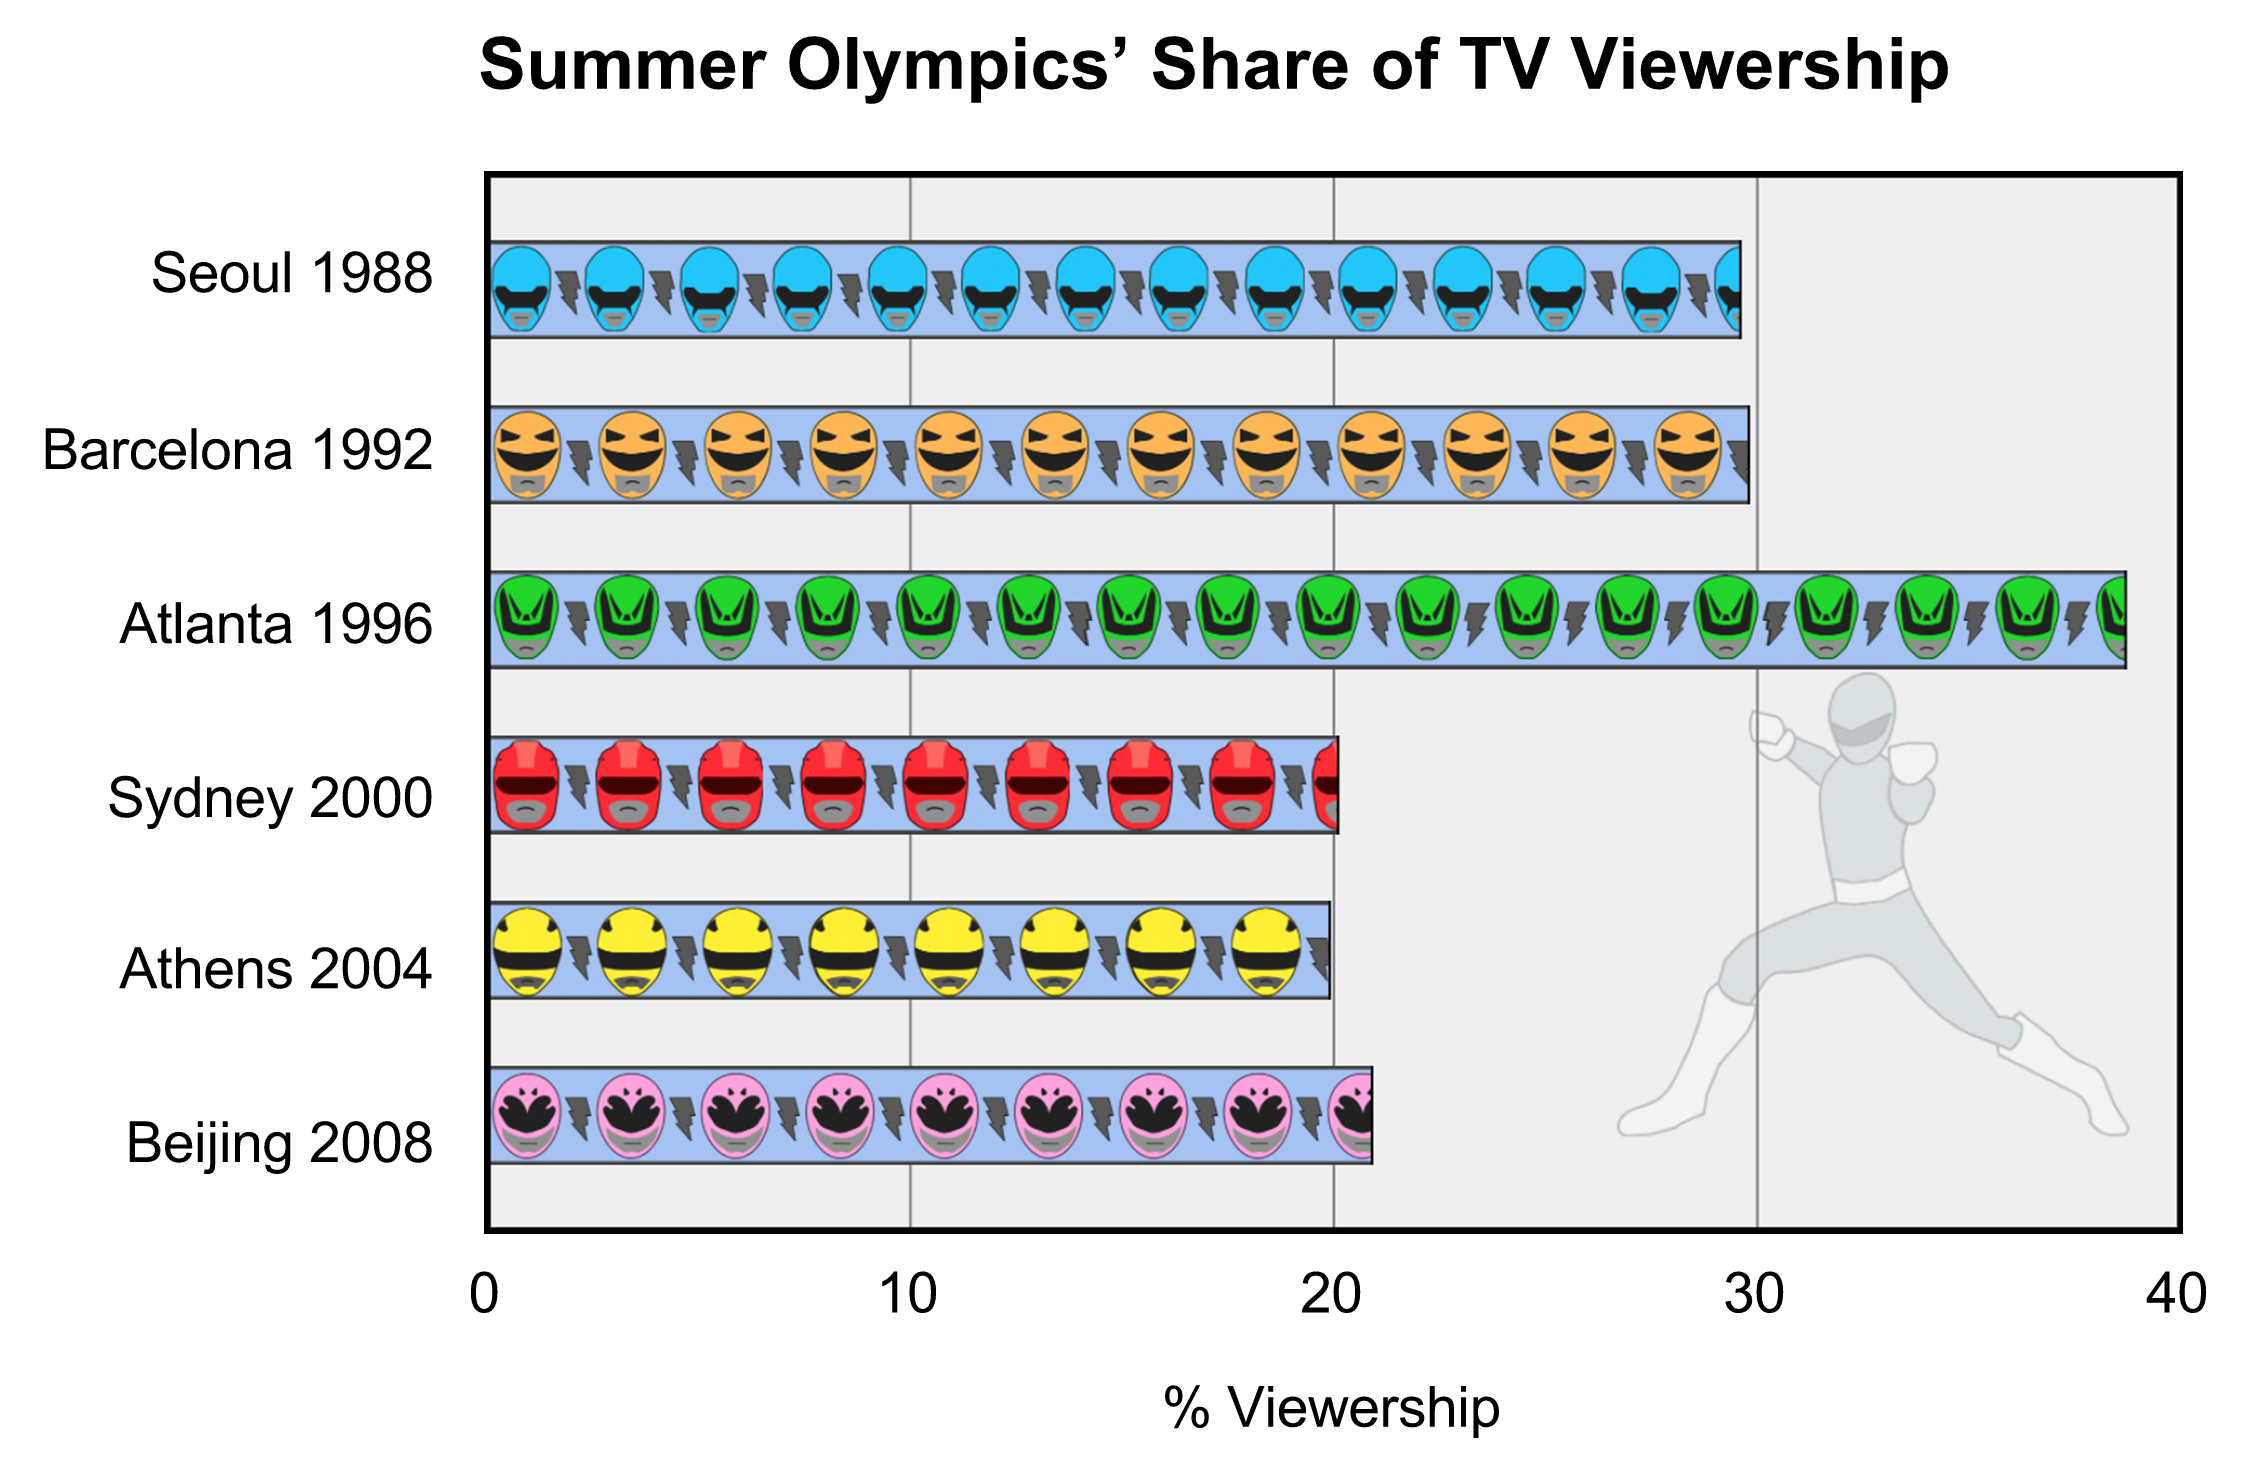 Summer Olympics’ Share of TV Viewership
Seoul 1988
Barcelona 1992
Atlanta 1996
Sydney 2000
Athens 2004
Beijing 2008
0 10 20 30 40
% Viewership